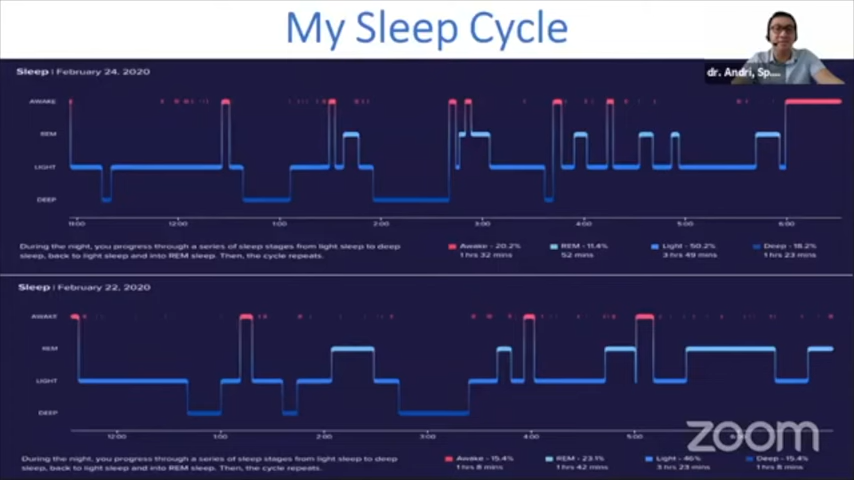 My Sleep Cycle
dr. Andri, Sp....
Sleep | February 24, 2020
AWAKE
REM
LIGHT
DEEP
11:00 12:00 1:00 2:00 3:00 4:00 5:00 6:00
During the night, you progress through a series of sleep stages from light sleep to deep
sleep, back to light sleep and into REM sleep. Then, the cycle repeats.
Awake - 20.2% REM - 11.4% Light - 50.2% Deep - 18.2%
1 hrs 32 mins 52 mins 3 hrs 49 mins 1 hrs 23 mins
Sleep | February 22, 2020
AWAKE
REM
LIGHT
DEEP
12:00 1:00 2:00 3:00 4:00 5:00
During the night, you progress through a series of sleep stages from light sleep to deep
sleep, back to light sleep and into REM sleep. Then, the cycle repeats.
Awake - 15.4% REM - 23.1% Light - 46% Deep - 15.4%
1 hrs 8 mins 1 hrs 42 mins 3 hrs 23 mins 1 hrs 8 mins
zoom